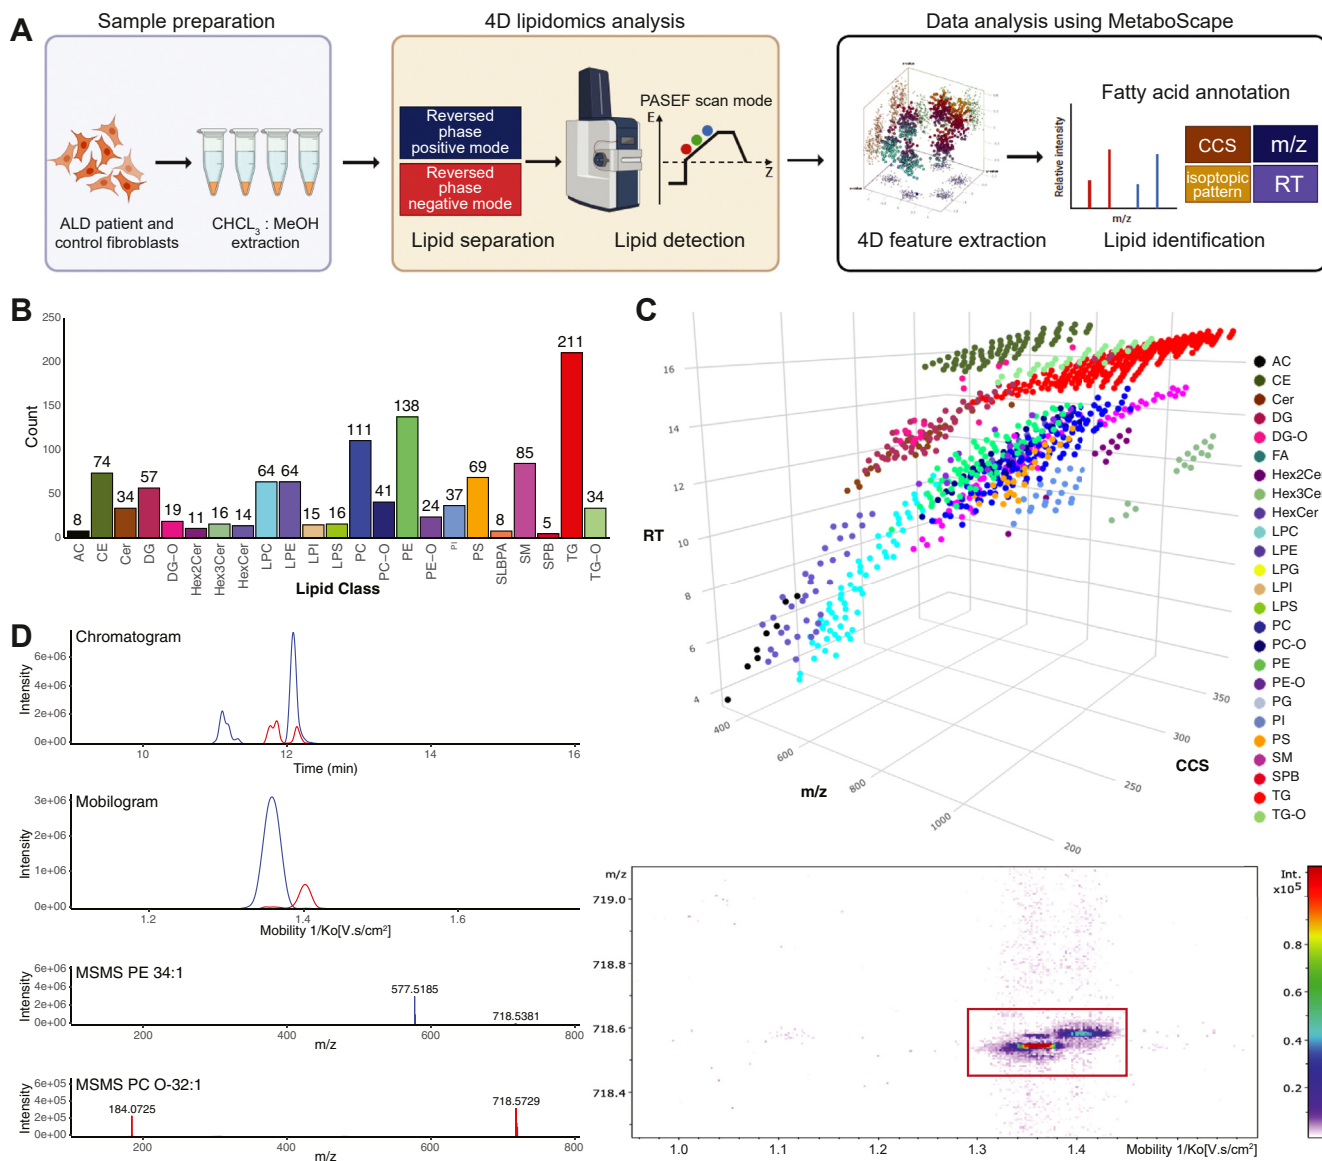 A
Sample preparation
4D lipidomics analysis
Data analysis using MetaboScape
ALD patient and
control fibroblasts
CHCL3 : MeOH
extraction
Reversed
phase
positive mode
Reversed
phase
negative mode
Lipid separation
PASEF scan mode
E
Z
Lipid detection
4D feature extraction
Fatty acid annotation
Relative intensity
m/z
CCS
m/z
isoptopic
pattern
RT
Lipid identification
B
250
200
150
100
50
0
Count
8
74
34
57
19
11
16
14
64
64
15
16
111
41
138
24
37
69
8
85
5
211
34
AC
CE
Cer
DG
DG-O
Hex2Cer
Hex3Cer
HexCer
LPC
LPE
LPI
LPS
PC
PC-O
PE
PE-O
PI
PS
SLBPA
SM
SPB
TG
TG-O
Lipid Class
C
16
14
12
10
8
6
4
RT
400
600
800
1000
m/z
200
250
300
350
CCS
AC
CE
Cer
DG
DG-O
FA
Hex2Cer
Hex3Cer
HexCer
LPC
LPE
LPG
LPI
LPS
PC
PC-O
PE
PE-O
PG
PI
PS
SM
SPB
TG
TG-O
D
Chromatogram
6e+06
4e+06
2e+06
0e+00
Intensity
10
12
14
16
Time (min)
Mobilogram
3e+06
2e+06
1e+06
0e+00
Intensity
1.2
1.4
1.6
Mobility 1/Ko[V.s/cm²]
MSMS PE 34:1
6e+06
4e+06
2e+06
0e+00
Intensity
577.5185
718.5381
200
400
600
800
m/z
MSMS PC O-32:1
6e+05
4e+05
2e+05
0e+00
Intensity
184.0725
718.5729
200
400
600
800
m/z
m/z
719.0
718.8
718.6
718.4
1.0
1.1
1.2
1.3
1.4
Mobility 1/Ko[V.s/cm²]
Int.
x10⁵
0.8
0.6
0.4
0.2